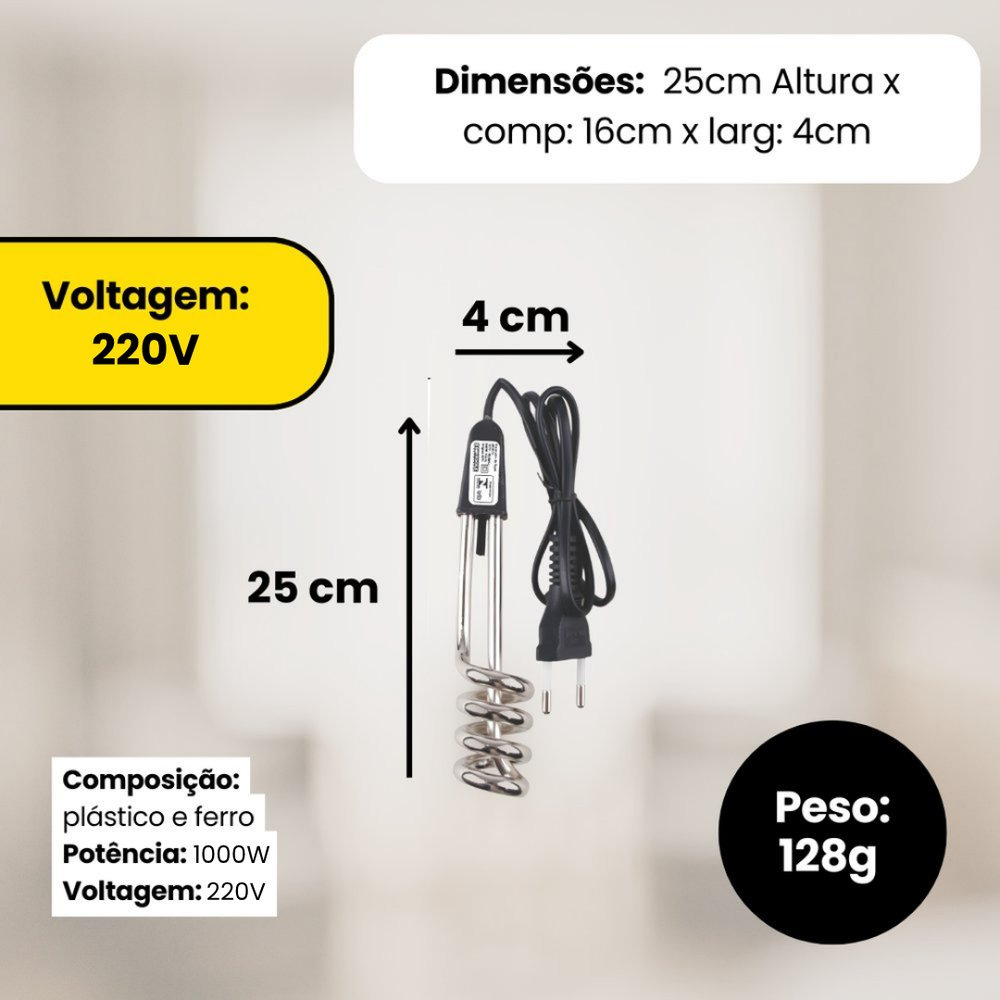 Dimensões: 25cm Altura x
comp: 16cm x larg: 4cm
Voltagem:
220V
4 cm
25 cm
Composição:
plástico e ferro
Potência: 1000W
Voltagem: 220V
Peso:
128g